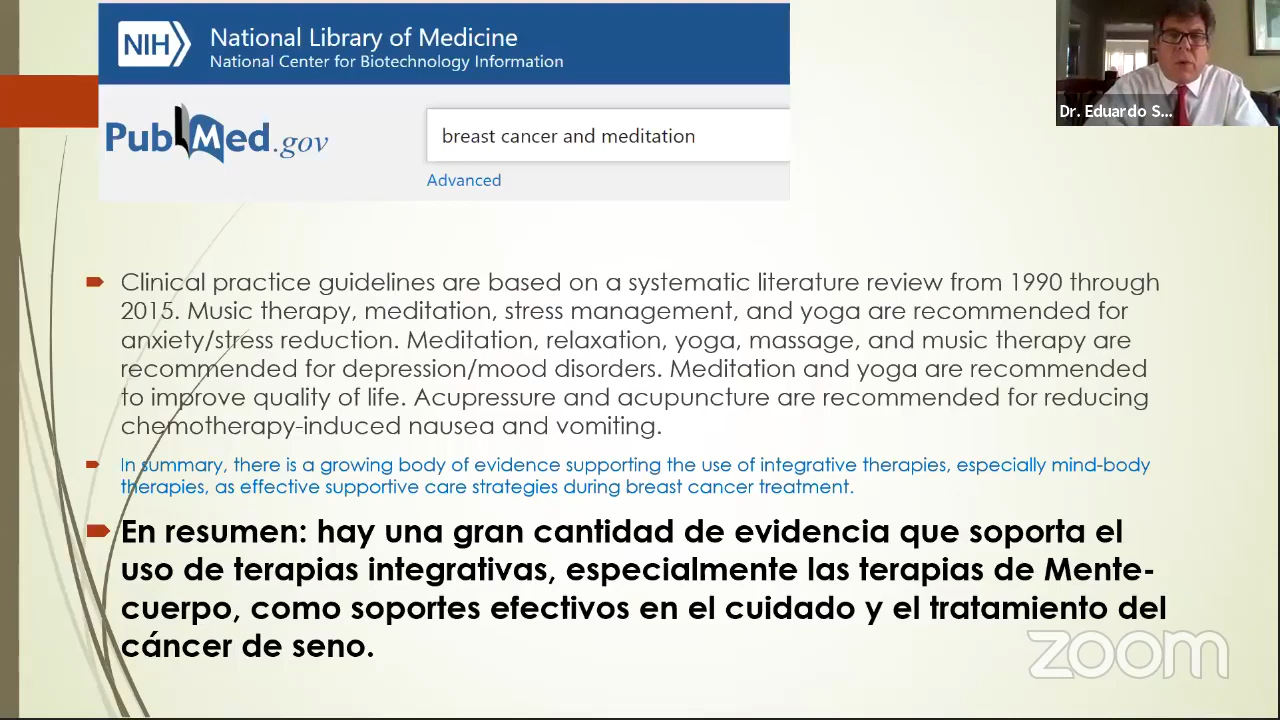 NIH
National Library of Medicine
National Center for Biotechnology Information
PubMed.gov
breast cancer and meditation
Advanced
Dr. Eduardo S...
Clinical practice guidelines are based on a systematic literature review from 1990 through
2015. Music therapy, meditation, stress management, and yoga are recommended for
anxiety/stress reduction. Meditation, relaxation, yoga, massage, and music therapy are
recommended for depression/mood disorders. Meditation and yoga are recommended
to improve quality of life. Acupressure and acupuncture are recommended for reducing
chemotherapy-induced nausea and vomiting.
In summary, there is a growing body of evidence supporting the use of integrative therapies, especially mind-body
therapies, as effective supportive care strategies during breast cancer treatment.
En resumen: hay una gran cantidad de evidencia que soporta el
uso de terapias integrativas, especialmente las terapias de Mente-
cuerpo, como soportes efectivos en el cuidado y el tratamiento del
cáncer de seno.
zoom